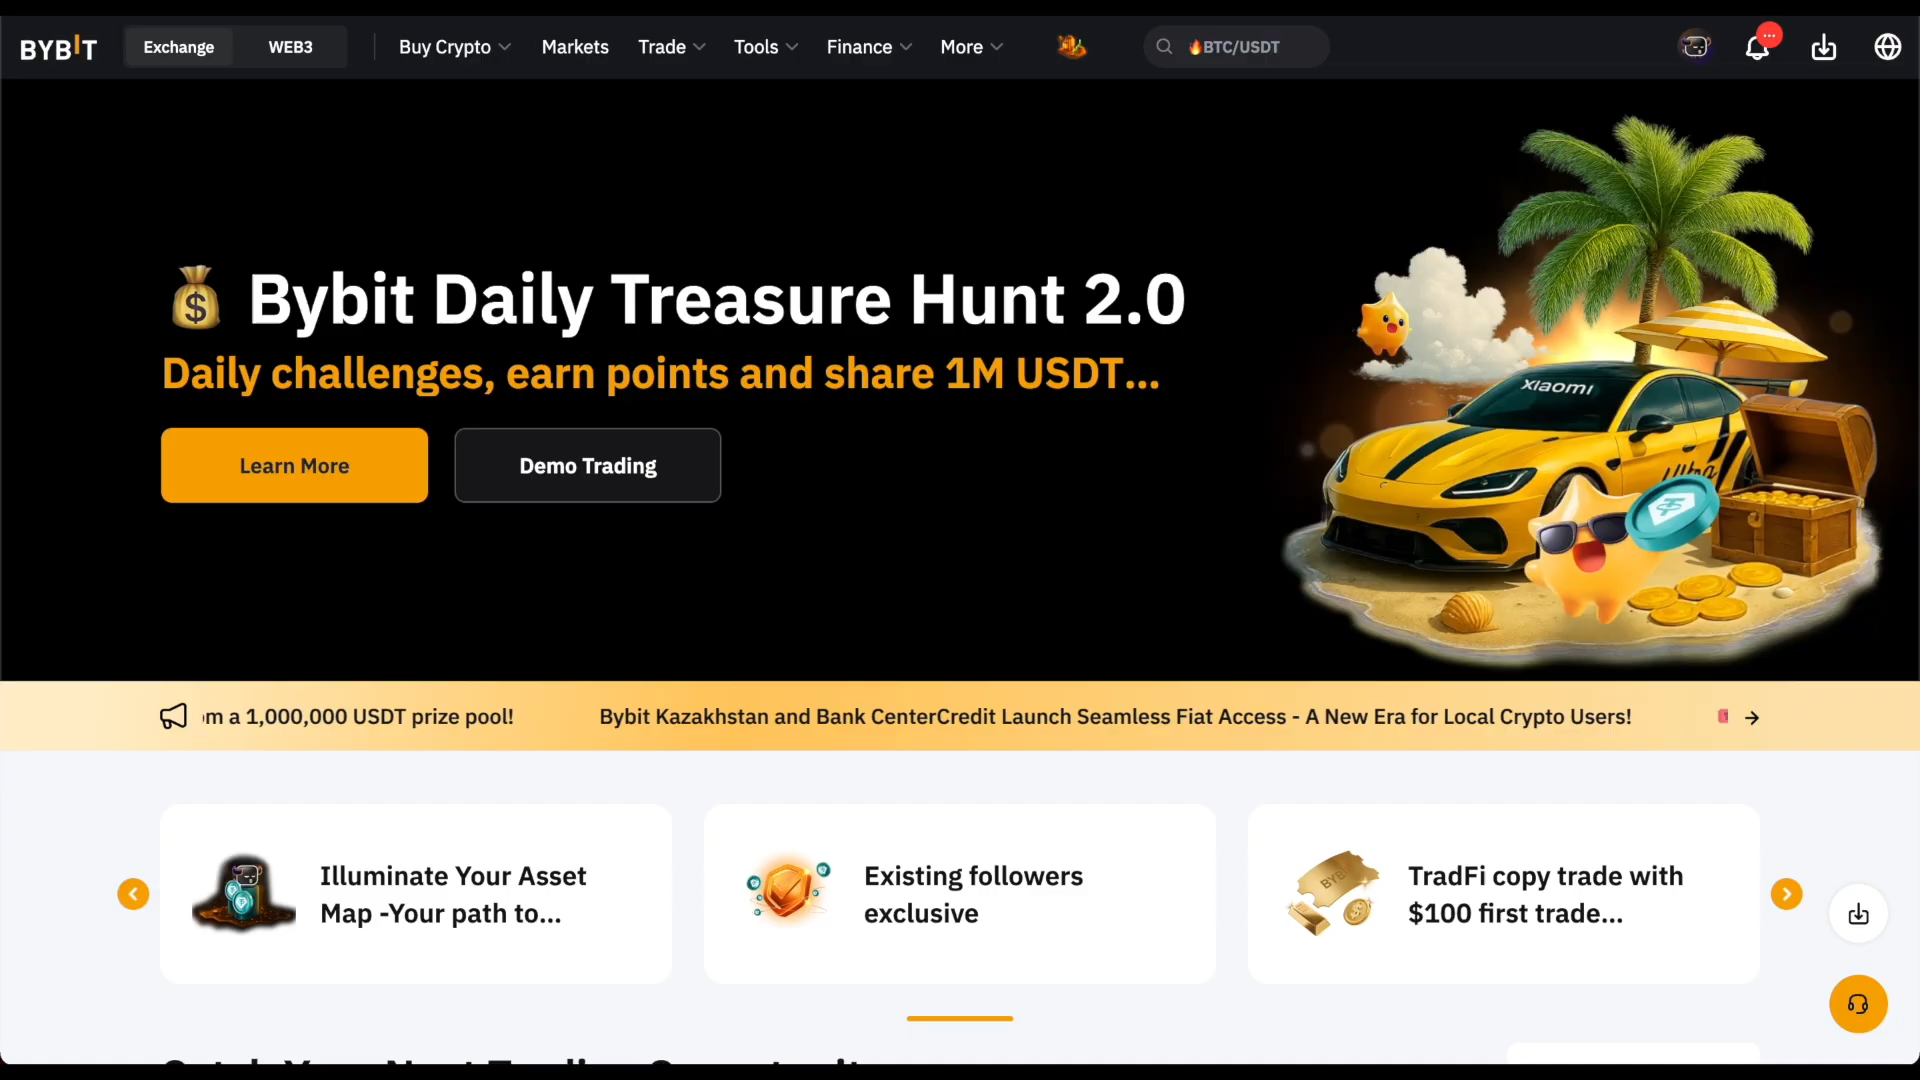 BYBIT
Exchange
WEB3
Buy Crypto
Markets
Trade
Tools
Finance
More
BTC/USDT
Bybit Daily Treasure Hunt 2.0
Daily challenges, earn points and share 1M USDT...
Learn More
Demo Trading
xiaomi
Ultra
m a 1,000,000 USDT prize pool!
Bybit Kazakhstan and Bank CenterCredit Launch Seamless Fiat Access - A New Era for Local Crypto Users!
Illuminate Your Asset
Map -Your path to...
Existing followers
exclusive
BYBIT
TradFi copy trade with
$100 first trade...